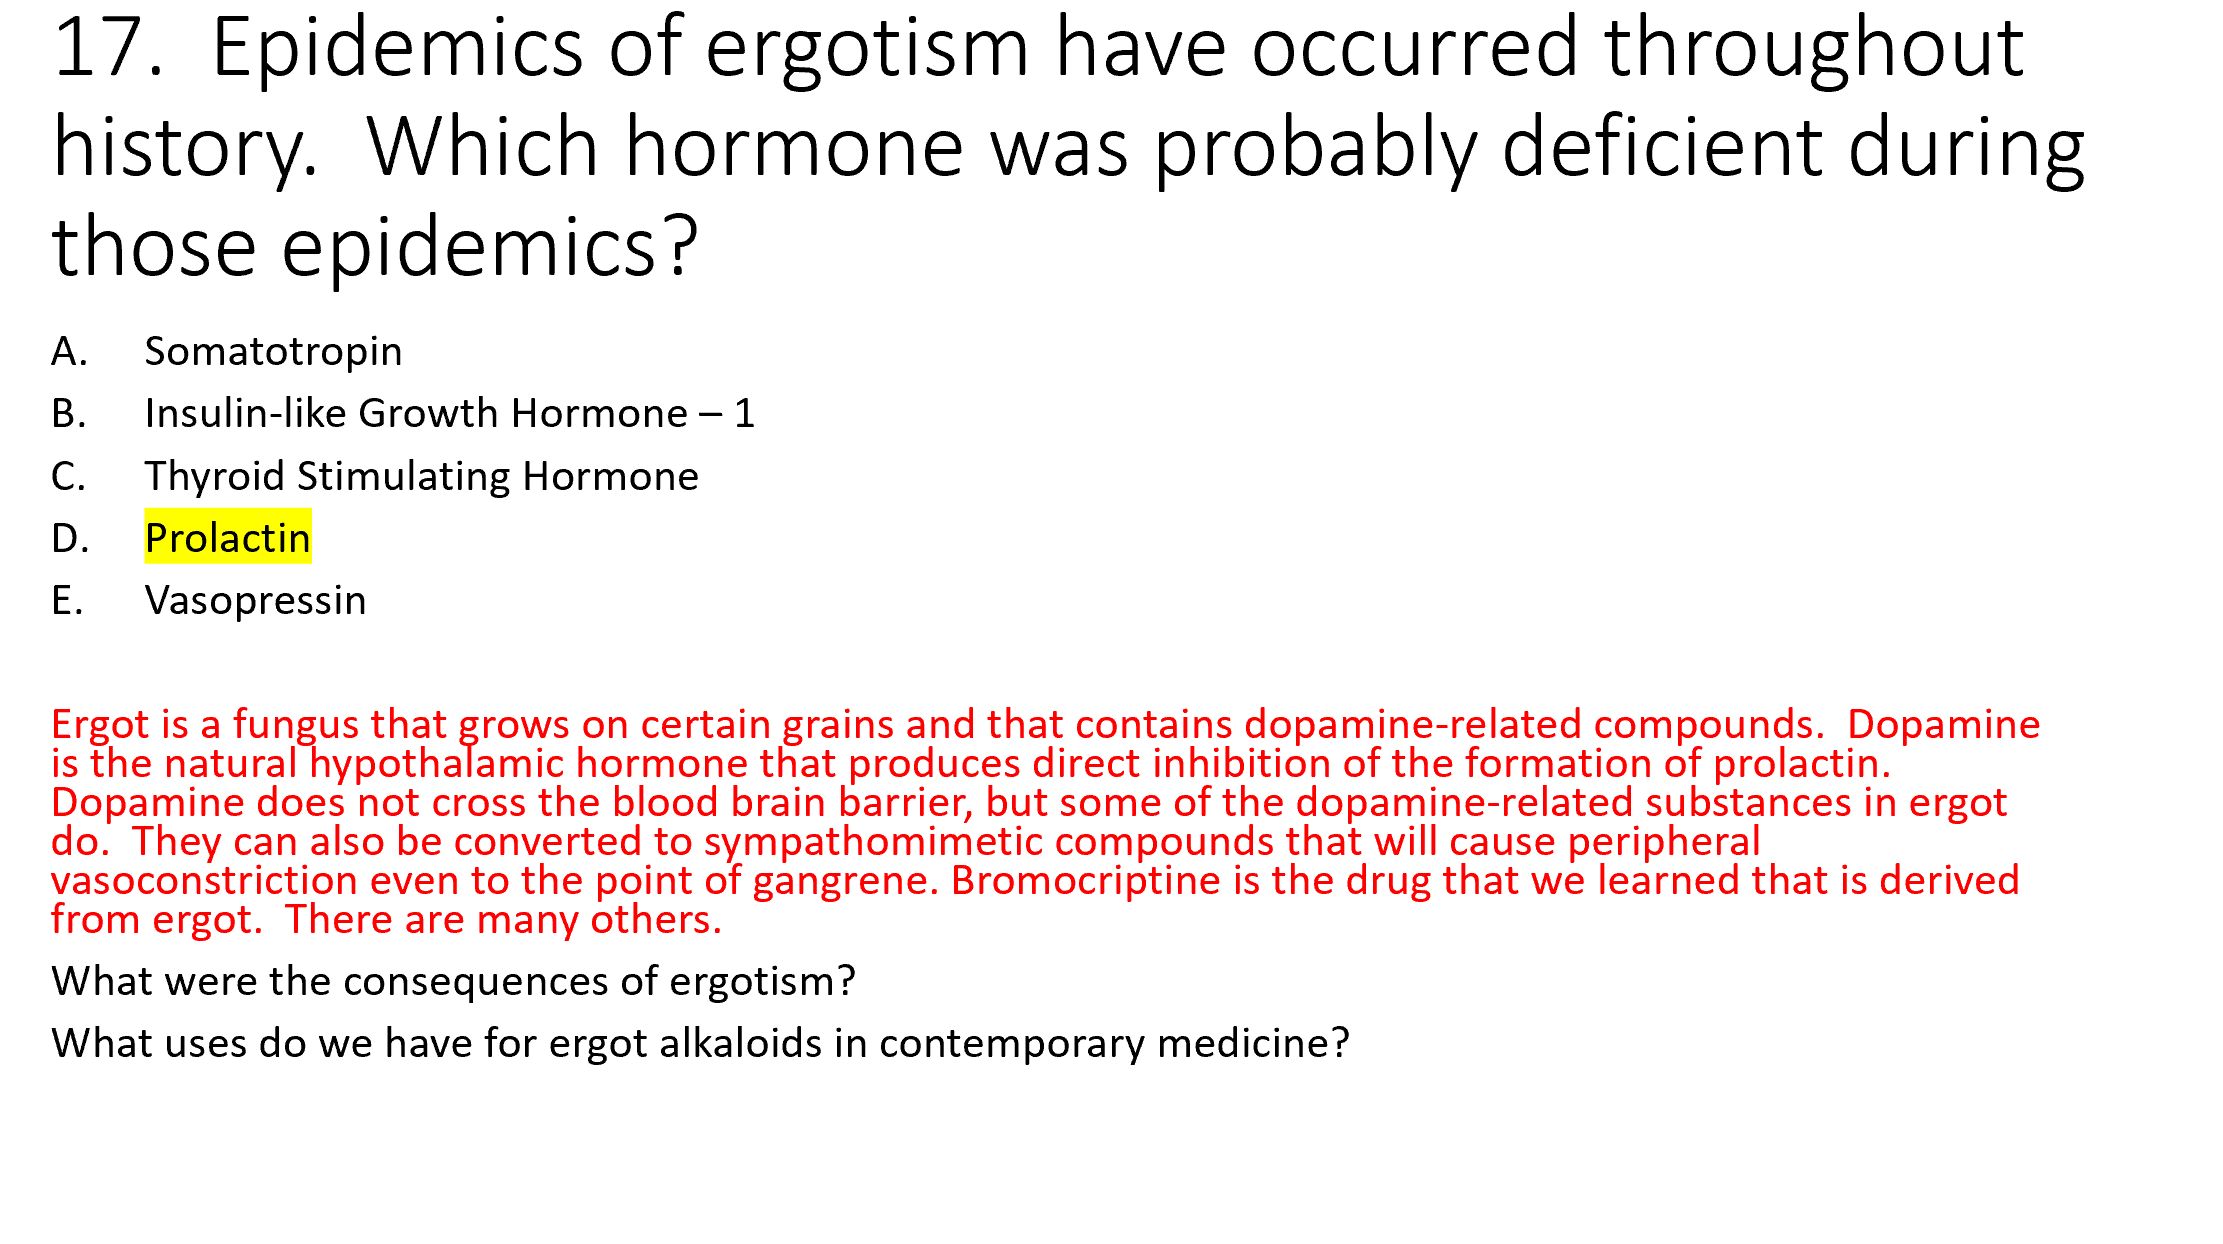 17.  Epidemics of ergotism have occurred throughout
history.  Which hormone was probably deficient during
those epidemics?
A. Somatotropin
B. Insulin-like Growth Hormone – 1
C. Thyroid Stimulating Hormone
D. Prolactin
E. Vasopressin
Ergot is a fungus that grows on certain grains and that contains dopamine-related compounds.  Dopamine
is the natural hypothalamic hormone that produces direct inhibition of the formation of prolactin.
Dopamine does not cross the blood brain barrier, but some of the dopamine-related substances in ergot
do.  They can also be converted to sympathomimetic compounds that will cause peripheral
vasoconstriction even to the point of gangrene. Bromocriptine is the drug that we learned that is derived
from ergot.  There are many others.
What were the consequences of ergotism?
What uses do we have for ergot alkaloids in contemporary medicine?